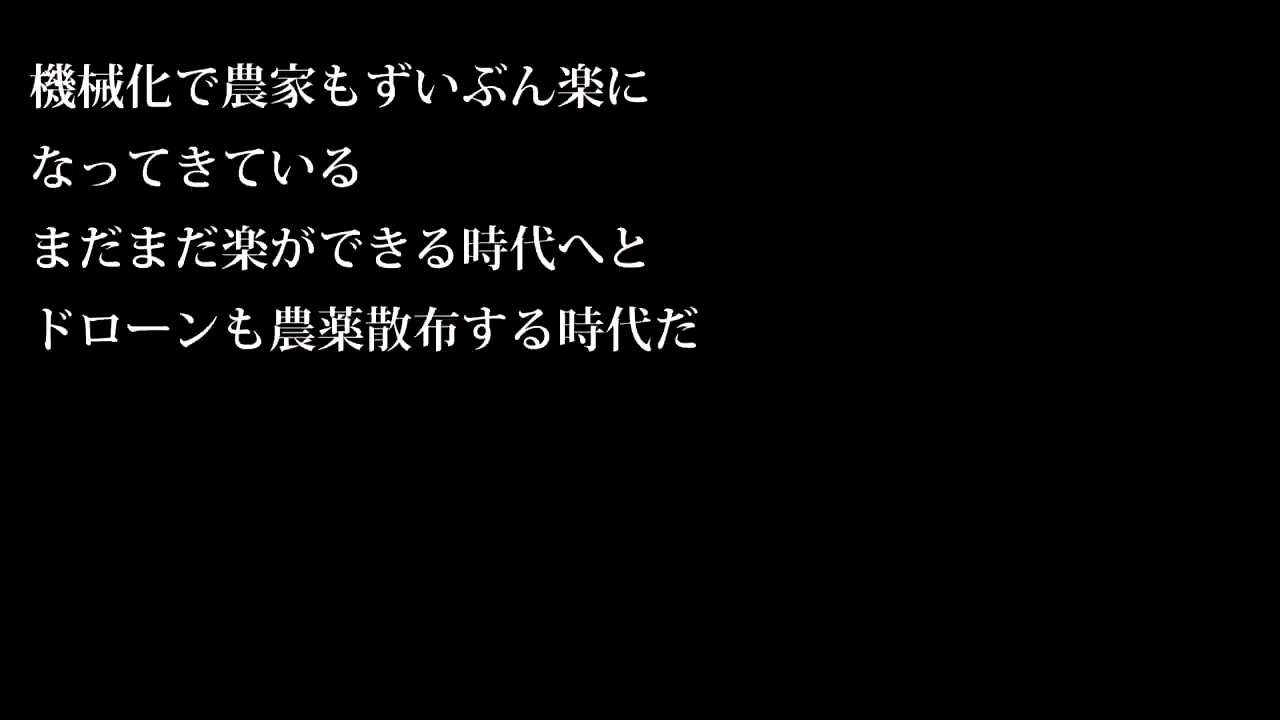 機械化で農家もずいぶん楽に
なってきている
まだまだ楽ができる時代へと
ドローンも農薬散布する時代だ